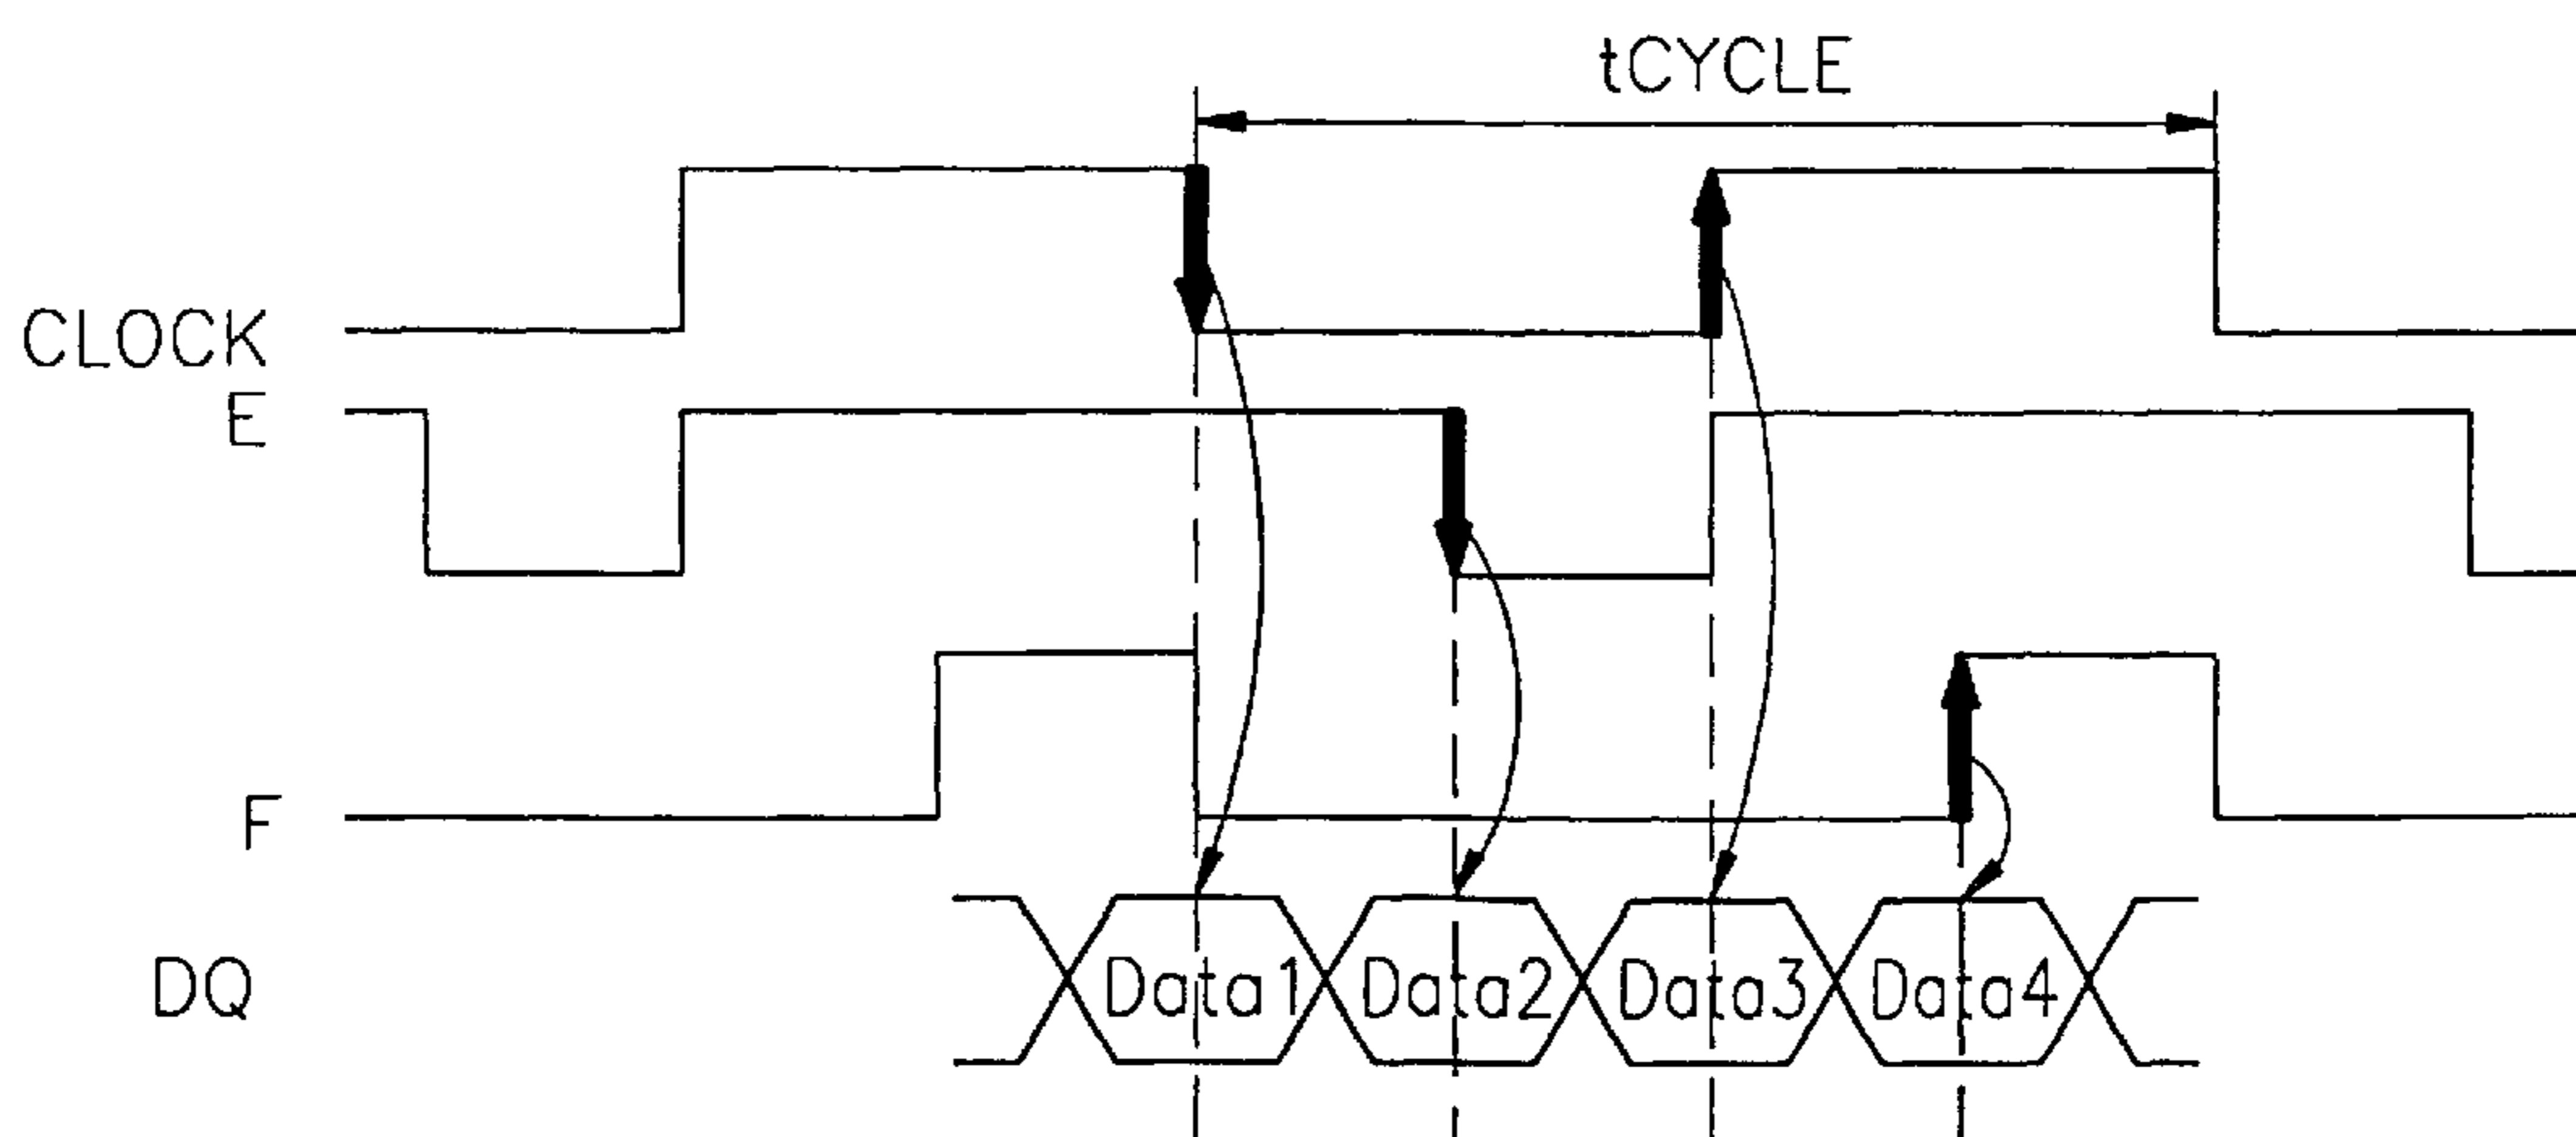 tCYCLE
CLOCK
E
F
DQ
Data1 Data2 Data3 Data4